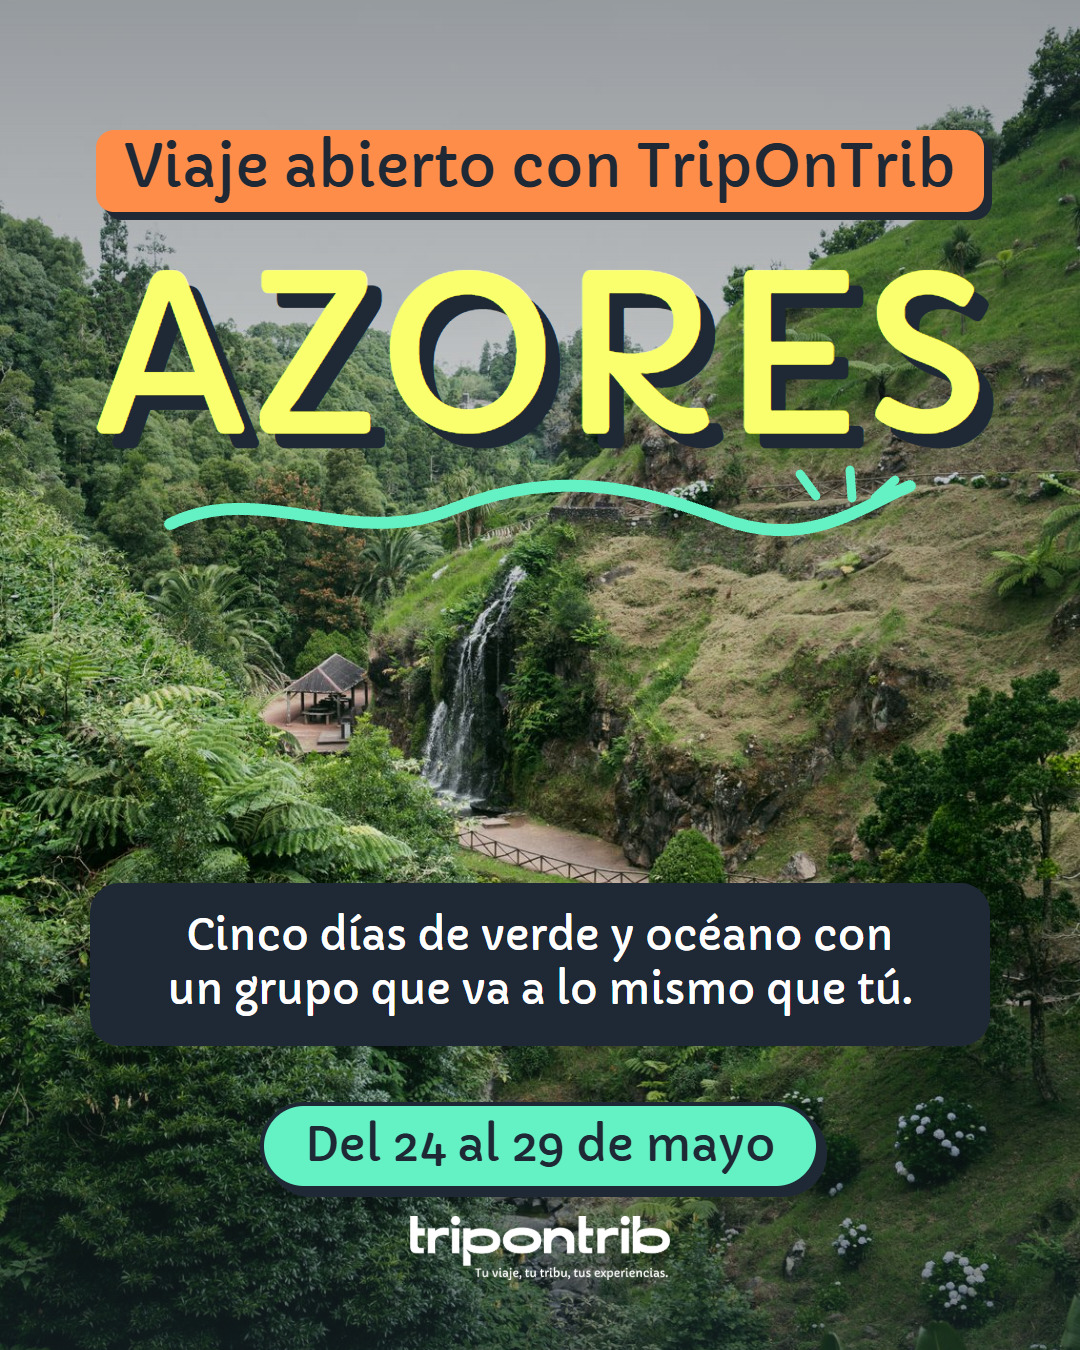 Viaje abierto con TripOnTrib
AZORES
Cinco días de verde y océano con
un grupo que va a lo mismo que tú.
Del 24 al 29 de mayo
tripontrib
Tu viaje, tu tribu, tus experiencias.